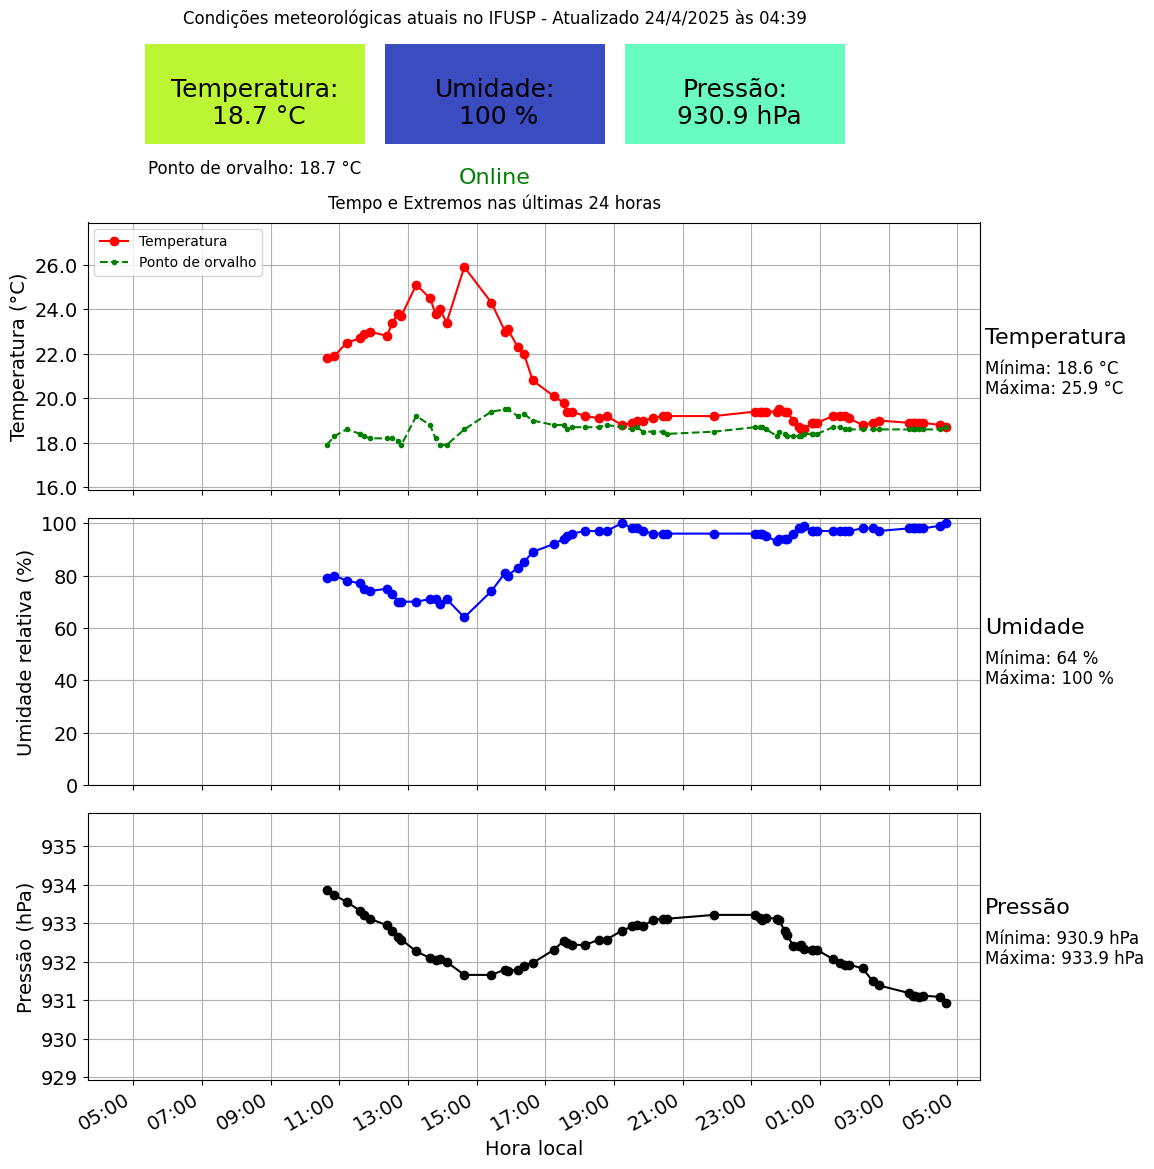 Condições meteorológicas atuais no IFUSP - Atualizado 24/4/2025 às 04:39
Temperatura:
18.7 °C
Umidade:
100 %
Pressão:
930.9 hPa
Ponto de orvalho: 18.7 °C
Online
Tempo e Extremos nas últimas 24 horas
Temperatura
Ponto de orvalho
Temperatura (°C)
26.0
24.0
22.0
20.0
18.0
16.0
Temperatura
Mínima: 18.6 °C
Máxima: 25.9 °C
Umidade relativa (%)
100
80
60
40
20
0
Umidade
Mínima: 64 %
Máxima: 100 %
Pressão (hPa)
935
934
933
932
931
930
929
Pressão
Mínima: 930.9 hPa
Máxima: 933.9 hPa
05:00 07:00 09:00 11:00 13:00 15:00 17:00 19:00 21:00 23:00 01:00 03:00 05:00
Hora local